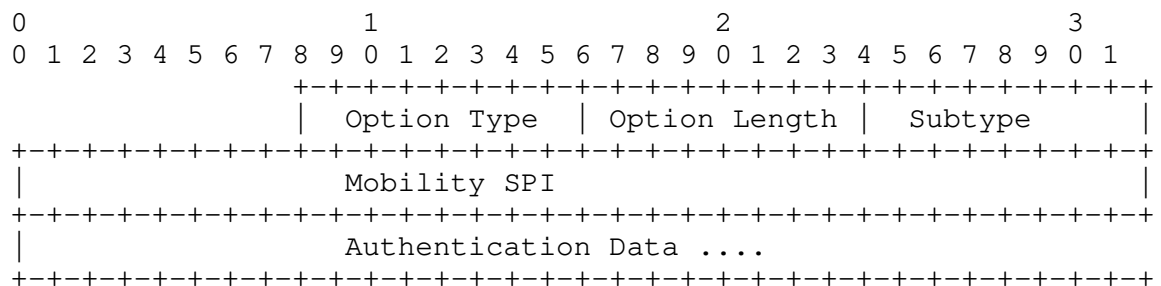 0                   1                   2                   3
0 1 2 3 4 5 6 7 8 9 0 1 2 3 4 5 6 7 8 9 0 1 2 3 4 5 6 7 8 9 0 1
                +-+-+-+-+-+-+-+-+-+-+-+-+-+-+-+-+-+-+-+-+-+-+-+-+
                |  Option Type  | Option Length |  Subtype      |
+-+-+-+-+-+-+-+-+-+-+-+-+-+-+-+-+-+-+-+-+-+-+-+-+-+-+-+-+-+-+-+-+
|                  Mobility SPI                                 |
+-+-+-+-+-+-+-+-+-+-+-+-+-+-+-+-+-+-+-+-+-+-+-+-+-+-+-+-+-+-+-+-+
|                  Authentication Data ....
+-+-+-+-+-+-+-+-+-+-+-+-+-+-+-+-+-+-+-+-+-+-+-+-+-+-+-+-+-+-+-+-+